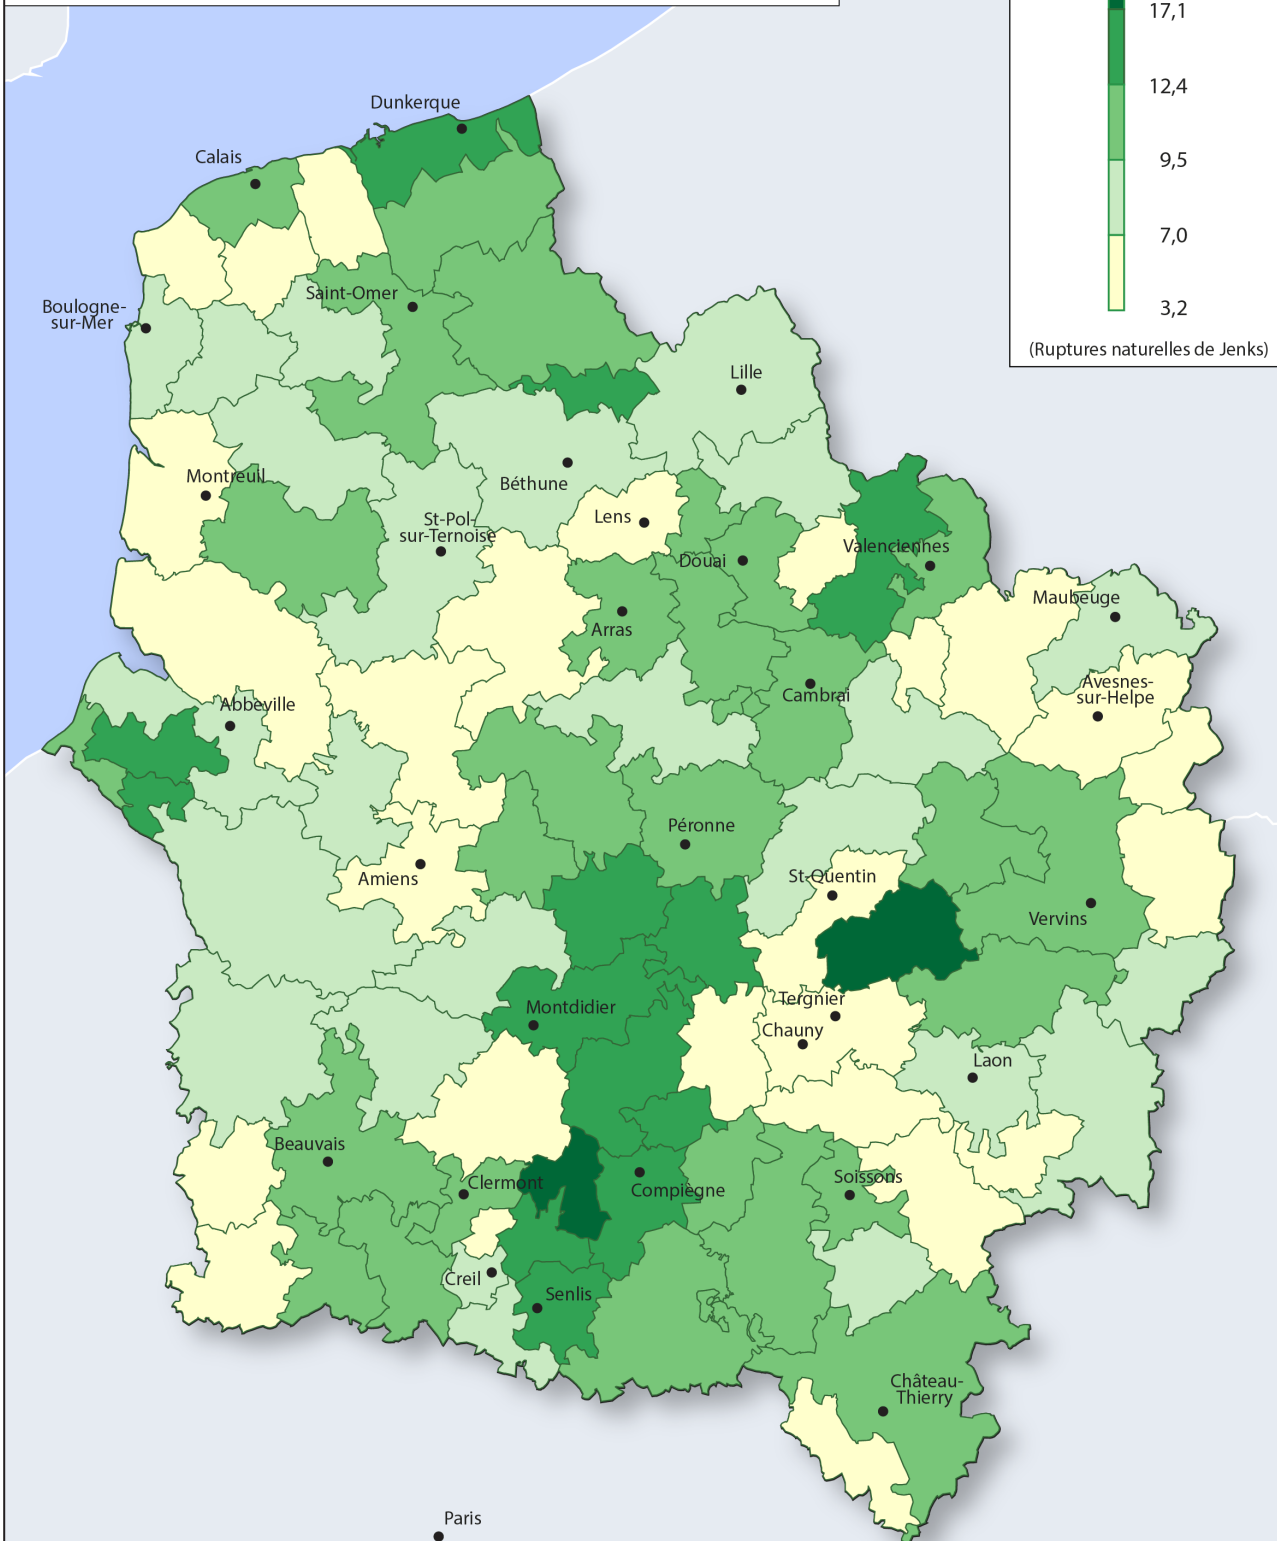 17,1
12,4
9,5
7,0
3,2
(Ruptures naturelles de Jenks)
Dunkerque
Calais
Saint-Omer
Boulogne-
sur-Mer
Lille
Béthune
Montreuil
Lens
St-Pol-
sur-Ternoise
Douai
Valenciennes
Maubeuge
Arras
Cambrai
Avesnes-
sur-Helpe
Abbeville
Péronne
Amiens
St-Quentin
Vervins
Montdidier
Tergnier
Chauny
Laon
Beauvais
Clermont
Compiègne
Soissons
Creil
Senlis
Château-
Thierry
Paris